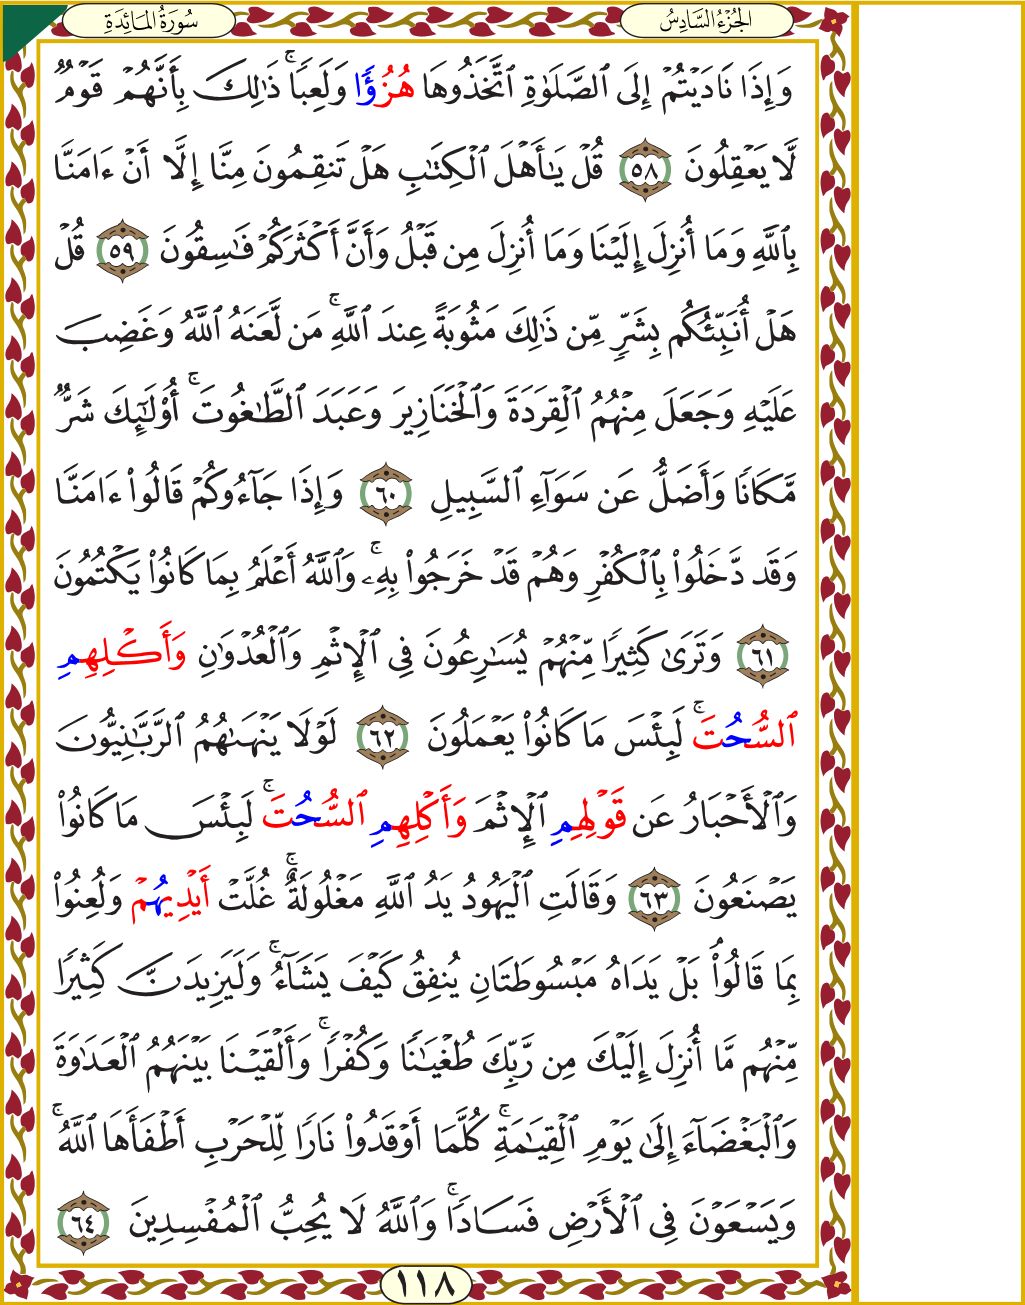 الجُزْءُ السَّادِسُ
سُورَةُ المَائِدَةِ
وَإِذَا نَادَيْتُمْ إِلَى ٱلصَّلَوٰةِ ٱتَّخَذُوهَا هُزُؤًا وَلَعِبًا ۚ ذَٰلِكَ بِأَنَّهُمْ قَوْمٌ
لَّا يَعْقِلُونَ ٥٨ قُلْ يَٰٓأَهْلَ ٱلْكِتَٰبِ هَلْ تَنقِمُونَ مِنَّا إِلَّآ أَنْ ءَامَنَّا
بِٱللَّهِ وَمَآ أُنزِلَ إِلَيْنَا وَمَآ أُنزِلَ مِن قَبْلُ وَأَنَّ أَكْثَرَكُمْ فَٰسِقُونَ ٥٩ قُلْ
هَلْ أُنَبِّئُكُم بِشَرٍّ مِّن ذَٰلِكَ مَثُوبَةً عِندَ ٱللَّهِ ۚ مَن لَّعَنَهُ ٱللَّهُ وَغَضِبَ
عَلَيْهِ وَجَعَلَ مِنْهُمُ ٱلْقِرَدَةَ وَٱلْخَنَازِيرَ وَعَبَدَ ٱلطَّٰغُوتَ ۚ أُو۟لَٰٓئِكَ شَرٌّ
مَّكَانًا وَأَضَلُّ عَن سَوَآءِ ٱلسَّبِيلِ ٦٠ وَإِذَا جَآءُوكُمْ قَالُوٓا۟ ءَامَنَّا
وَقَد دَّخَلُوا۟ بِٱلْكُفْرِ وَهُمْ قَدْ خَرَجُوا۟ بِهِۦ ۚ وَٱللَّهُ أَعْلَمُ بِمَا كَانُوا۟ يَكْتُمُونَ
٦١ وَتَرَىٰ كَثِيرًا مِّنْهُمْ يُسَٰرِعُونَ فِى ٱلْإِثْمِ وَٱلْعُدْوَٰنِ وَأَكْلِهِمِ
ٱلسُّحُتَ ۚ لَبِئْسَ مَا كَانُوا۟ يَعْمَلُونَ ٦٢ لَوْلَا يَنْهَىٰهُمُ ٱلرَّبَّٰنِيُّونَ
وَٱلْأَحْبَارُ عَن قَوْلِهِمِ ٱلْإِثْمَ وَأَكْلِهِمِ ٱلسُّحُتَ ۚ لَبِئْسَ مَا كَانُوا۟
يَصْنَعُونَ ٦٣ وَقَالَتِ ٱلْيَهُودُ يَدُ ٱللَّهِ مَغْلُولَةٌ ۚ غُلَّتْ أَيْدِيهُمْ وَلُعِنُوا۟
بِمَا قَالُوا۟ ۘ بَلْ يَدَاهُ مَبْسُوطَتَانِ يُنفِقُ كَيْفَ يَشَآءُ ۚ وَلَيَزِيدَنَّ كَثِيرًا
مِّنْهُم مَّآ أُنزِلَ إِلَيْكَ مِن رَّبِّكَ طُغْيَٰنًا وَكُفْرًا ۚ وَأَلْقَيْنَا بَيْنَهُمُ ٱلْعَدَٰوَةَ
وَٱلْبَغْضَآءَ إِلَىٰ يَوْمِ ٱلْقِيَٰمَةِ ۚ كُلَّمَآ أَوْقَدُوا۟ نَارًا لِّلْحَرْبِ أَطْفَأَهَا ٱللَّهُ ۚ
وَيَسْعَوْنَ فِى ٱلْأَرْضِ فَسَادًا ۚ وَٱللَّهُ لَا يُحِبُّ ٱلْمُفْسِدِينَ ٦٤
١١٨